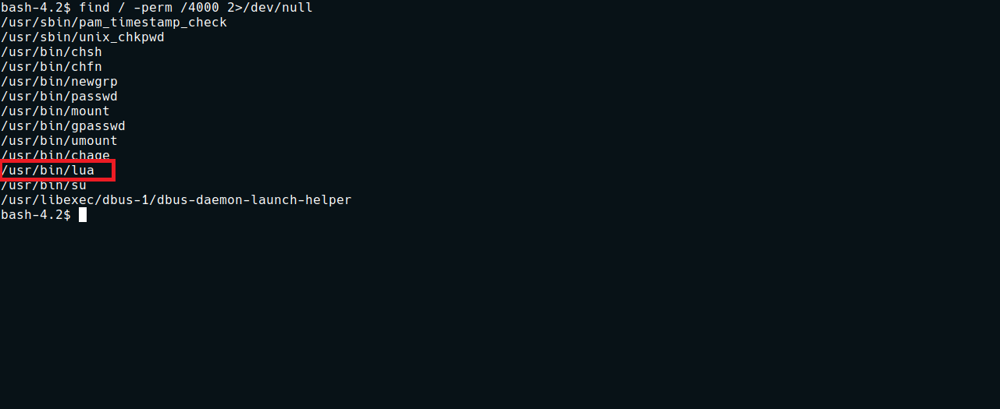 bash-4.2$ find / -perm /4000 2>/dev/null
/usr/sbin/pam_timestamp_check
/usr/sbin/unix_chkpwd
/usr/bin/chsh
/usr/bin/chfn
/usr/bin/newgrp
/usr/bin/passwd
/usr/bin/mount
/usr/bin/gpasswd
/usr/bin/umount
/usr/bin/chage
/usr/bin/lua
/usr/bin/su
/usr/libexec/dbus-1/dbus-daemon-launch-helper
bash-4.2$